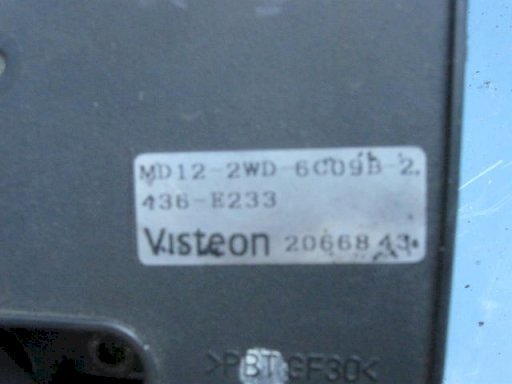 MD12-2WD-6C09B-2.
436-E233
Visteon 2066843
>PBT GF30<